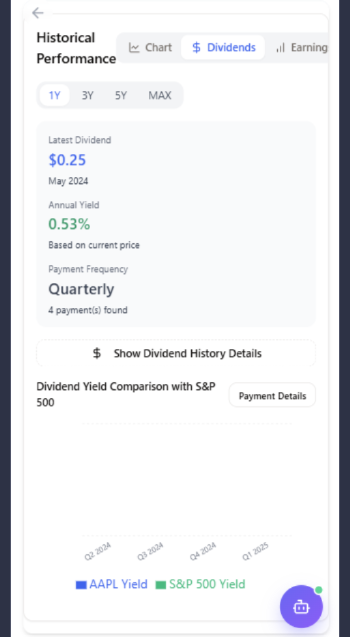 Historical
Performance
Chart
Dividends
Earning
1Y
3Y
5Y
MAX
Latest Dividend
$0.25
May 2024
Annual Yield
0.53%
Based on current price
Payment Frequency
Quarterly
4 payment(s) found
$ Show Dividend History Details
Dividend Yield Comparison with S&P
500
Payment Details
Q2 2024
Q3 2024
Q4 2024
Q1 2025
AAPL Yield
S&P 500 Yield